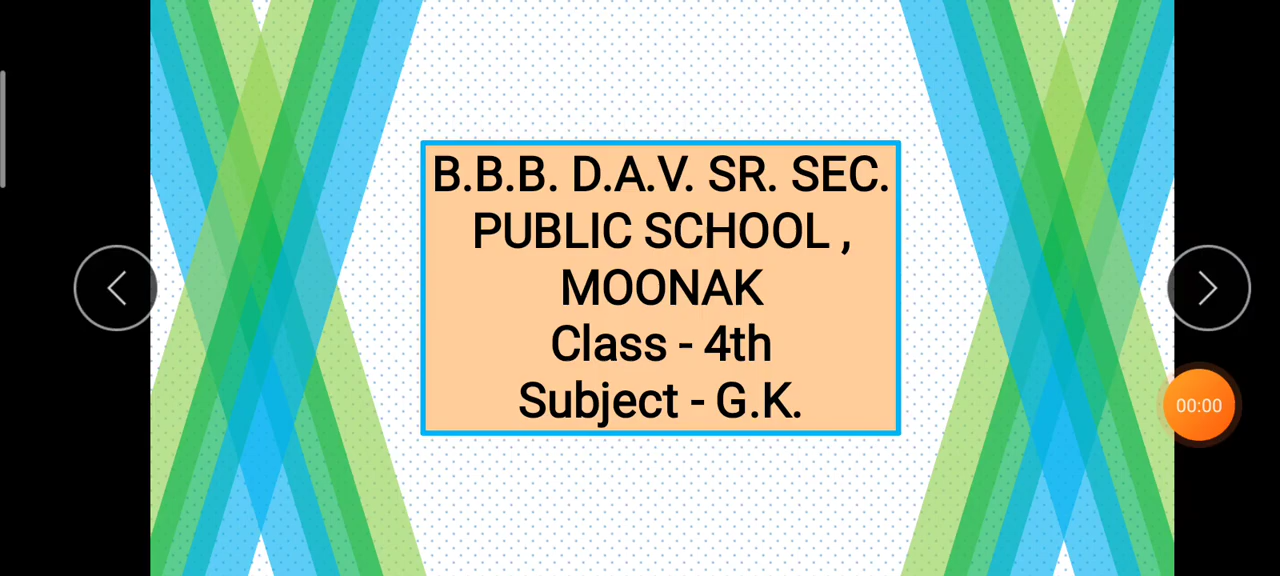 B.B.B. D.A.V. SR. SEC.
PUBLIC SCHOOL ,
MOONAK
Class - 4th
Subject - G.K.
00:00